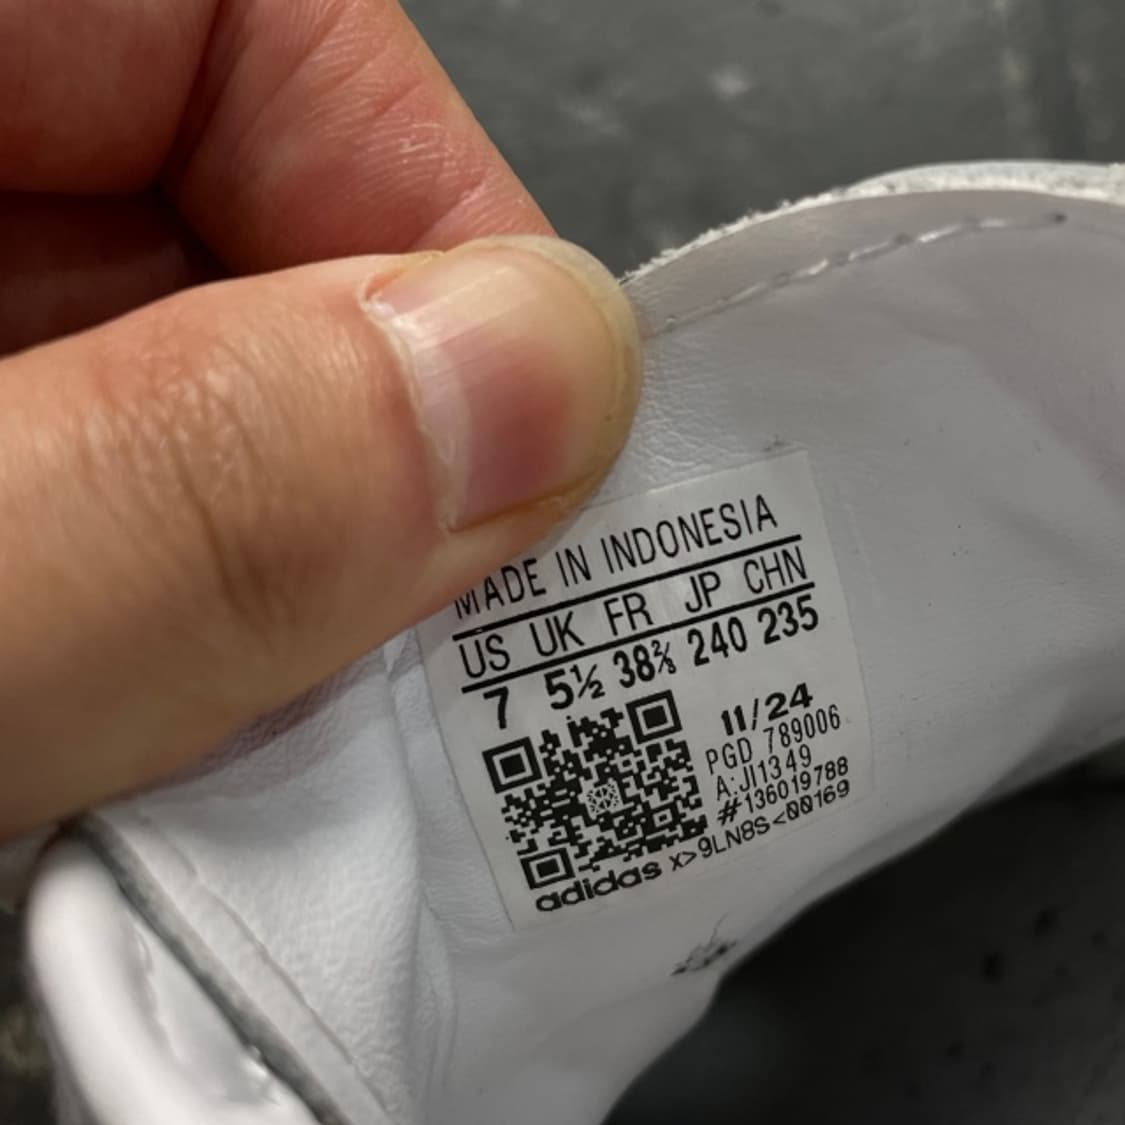 MADE IN INDONESIA
US UK FR JP CHN
7 5½ 38⅔ 240 235
11/24
PGD 789006
A:JI1349
#136019788
adidas X>9LN8S<00169